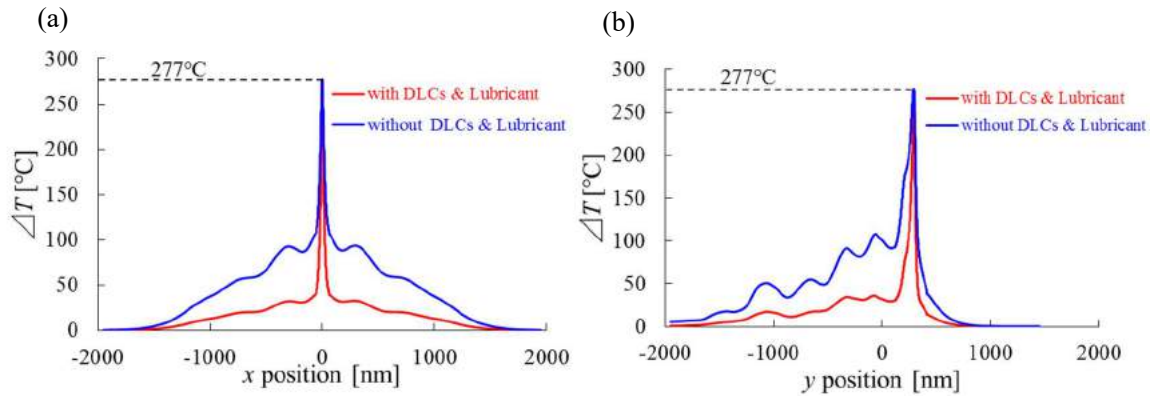 (a)
300
277°C
250
200
150
100
50
0
△T [°C]
with DLCs & Lubricant
without DLCs & Lubricant
-2000 -1000 0 1000 2000
x position [nm]
(b)
300
277°C
250
200
150
100
50
0
△T [°C]
with DLCs & Lubricant
without DLCs & Lubricant
-2000 -1000 0 1000 2000
y position [nm]